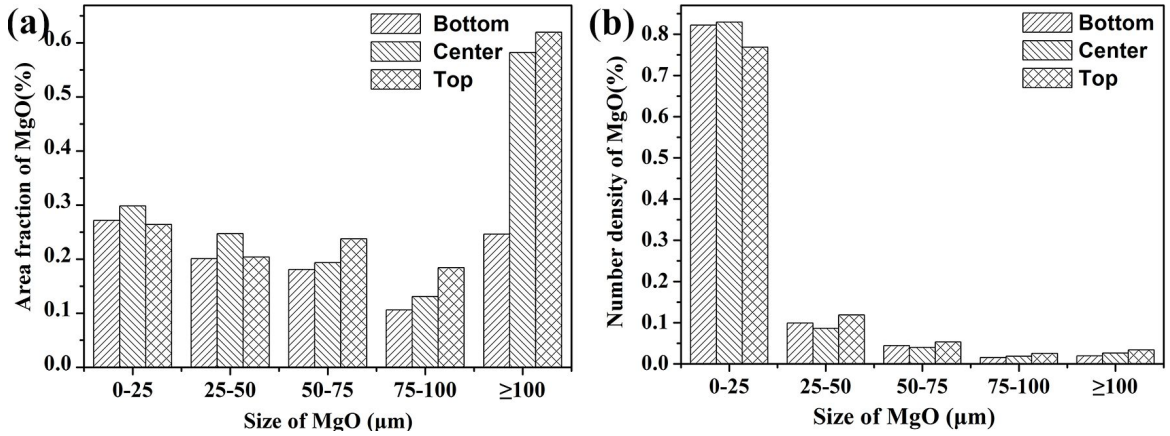 (a)
Bottom
Center
Top
Area fraction of MgO(%)
0.6
0.5
0.4
0.3
0.2
0.1
0.0
0-25 25-50 50-75 75-100 ≥100
Size of MgO (μm)
(b)
Bottom
Center
Top
Number density of MgO(%)
0.8
0.7
0.6
0.5
0.4
0.3
0.2
0.1
0.0
0-25 25-50 50-75 75-100 ≥100
Size of MgO (μm)